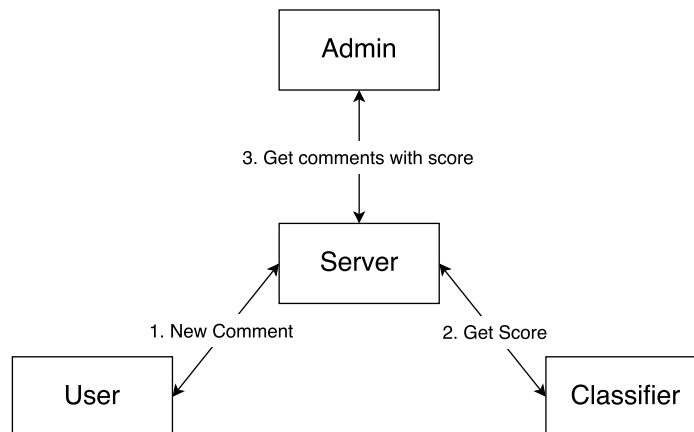 Admin
3. Get comments with score
Server
1. New Comment
2. Get Score
User
Classifier